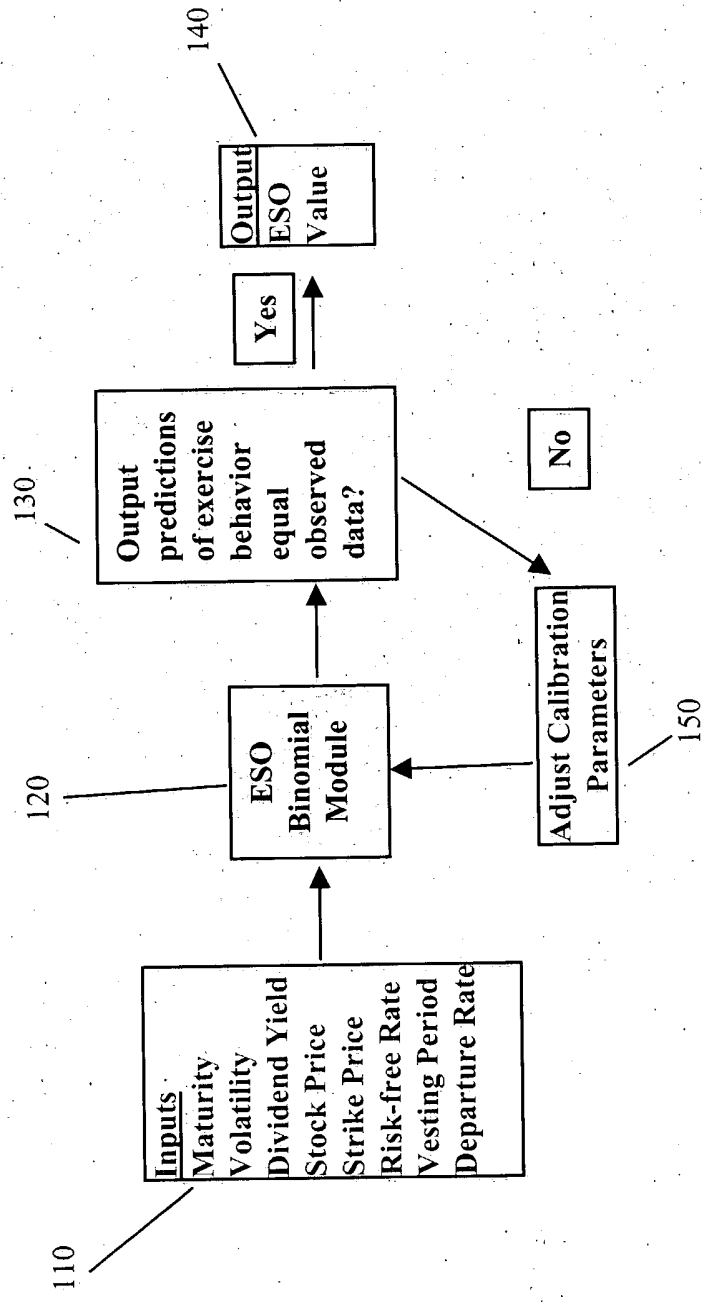 110
Inputs
Maturity
Volatility
Dividend Yield
Stock Price
Strike Price
Risk-free Rate
Vesting Period
Departure Rate
120
ESO
Binomial
Module
130
Output
predictions
of exercise
behavior
equal
observed
data?
Yes
140
Output
ESO
Value
No
Adjust Calibration
Parameters
150